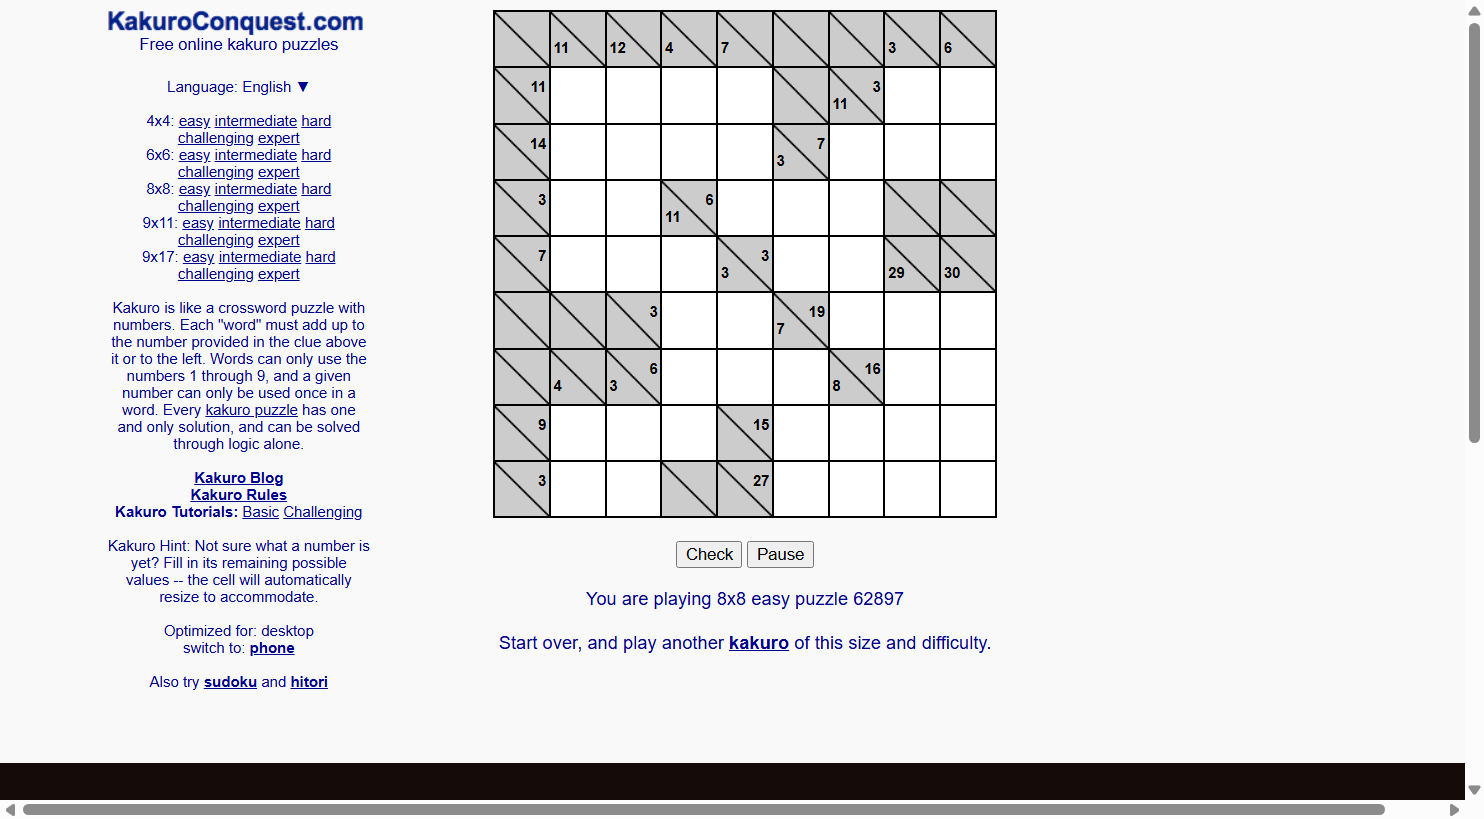 KakuroConquest.com
Free online kakuro puzzles
Language: English ▼
4x4: easy intermediate hard
challenging expert
6x6: easy intermediate hard
challenging expert
8x8: easy intermediate hard
challenging expert
9x11: easy intermediate hard
challenging expert
9x17: easy intermediate hard
challenging expert
Kakuro is like a crossword puzzle with
numbers. Each "word" must add up to
the number provided in the clue above
it or to the left. Words can only use the
numbers 1 through 9, and a given
number can only be used once in a
word. Every kakuro puzzle has one
and only solution, and can be solved
through logic alone.
Kakuro Blog
Kakuro Rules
Kakuro Tutorials: Basic Challenging
Kakuro Hint: Not sure what a number is
yet? Fill in its remaining possible
values -- the cell will automatically
resize to accommodate.
Optimized for: desktop
switch to: phone
Also try sudoku and hitori
11 12 4 7 3 6
11 3
11
14 7
3
3 6
11
7 3
3 29 30
3 19
7
6 16
4 3 8
9 15
3 27
Check Pause
You are playing 8x8 easy puzzle 62897
Start over, and play another kakuro of this size and difficulty.